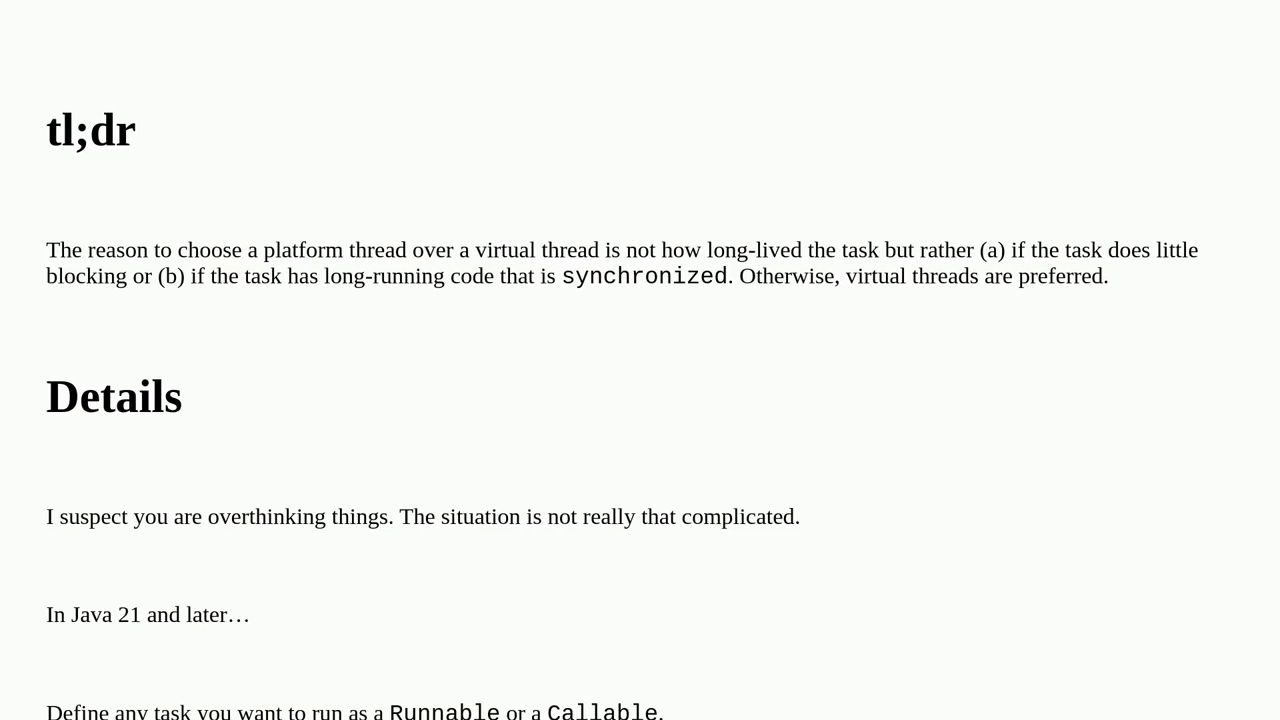 tl;dr
The reason to choose a platform thread over a virtual thread is not how long-lived the task but rather (a) if the task does little
blocking or (b) if the task has long-running code that is synchronized. Otherwise, virtual threads are preferred.
Details
I suspect you are overthinking things. The situation is not really that complicated.
In Java 21 and later…
Define any task you want to run as a Runnable or a Callable.